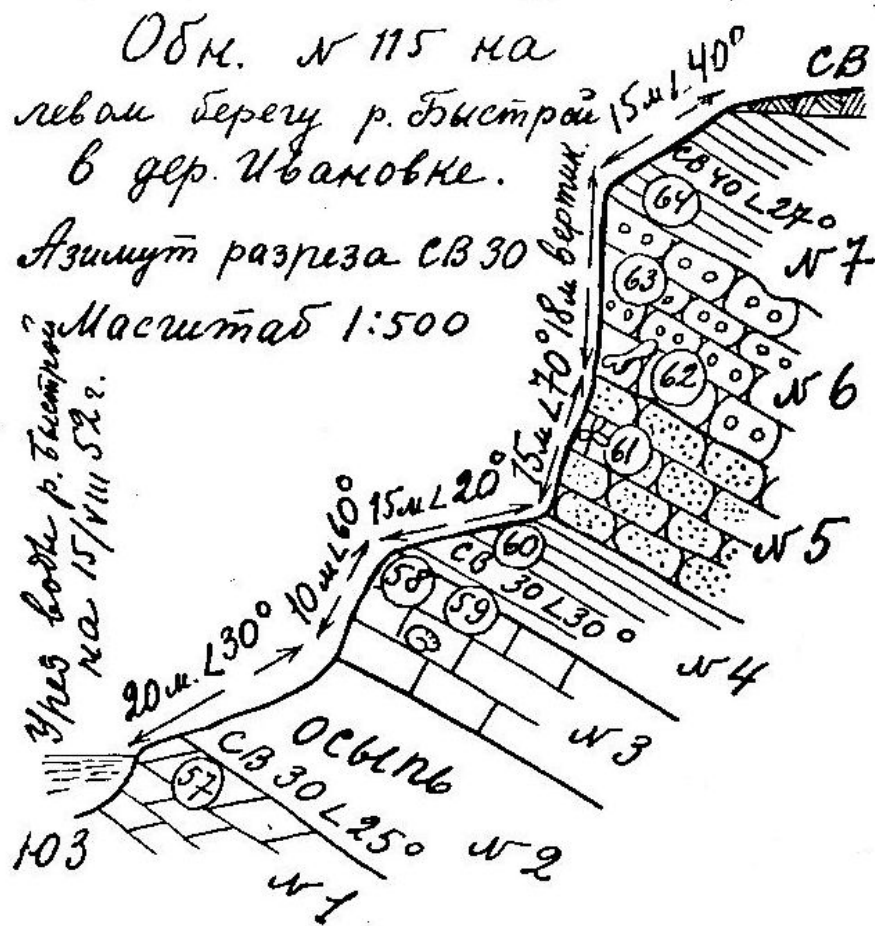 Обн. № 115 на
левом берегу р. Быстрой
в дер. Ивановке.
Азимут разреза СВ 30
Масштаб 1:500
Урез воды р. Быстрой
на 15/VIII 52 г.
20 м. ∠30°
10 м ∠60°
15 м ∠20°
15 м ∠70°
18 м вертик.
15 м ∠40°
СВ
СВ 40 ∠27°
64
№ 7
63
62
№ 6
61
№ 5
60
СВ 30 ∠30°
№ 4
58
59
№ 3
осыпь
№ 2
57
СВ 30 ∠25°
№ 1
ЮЗ